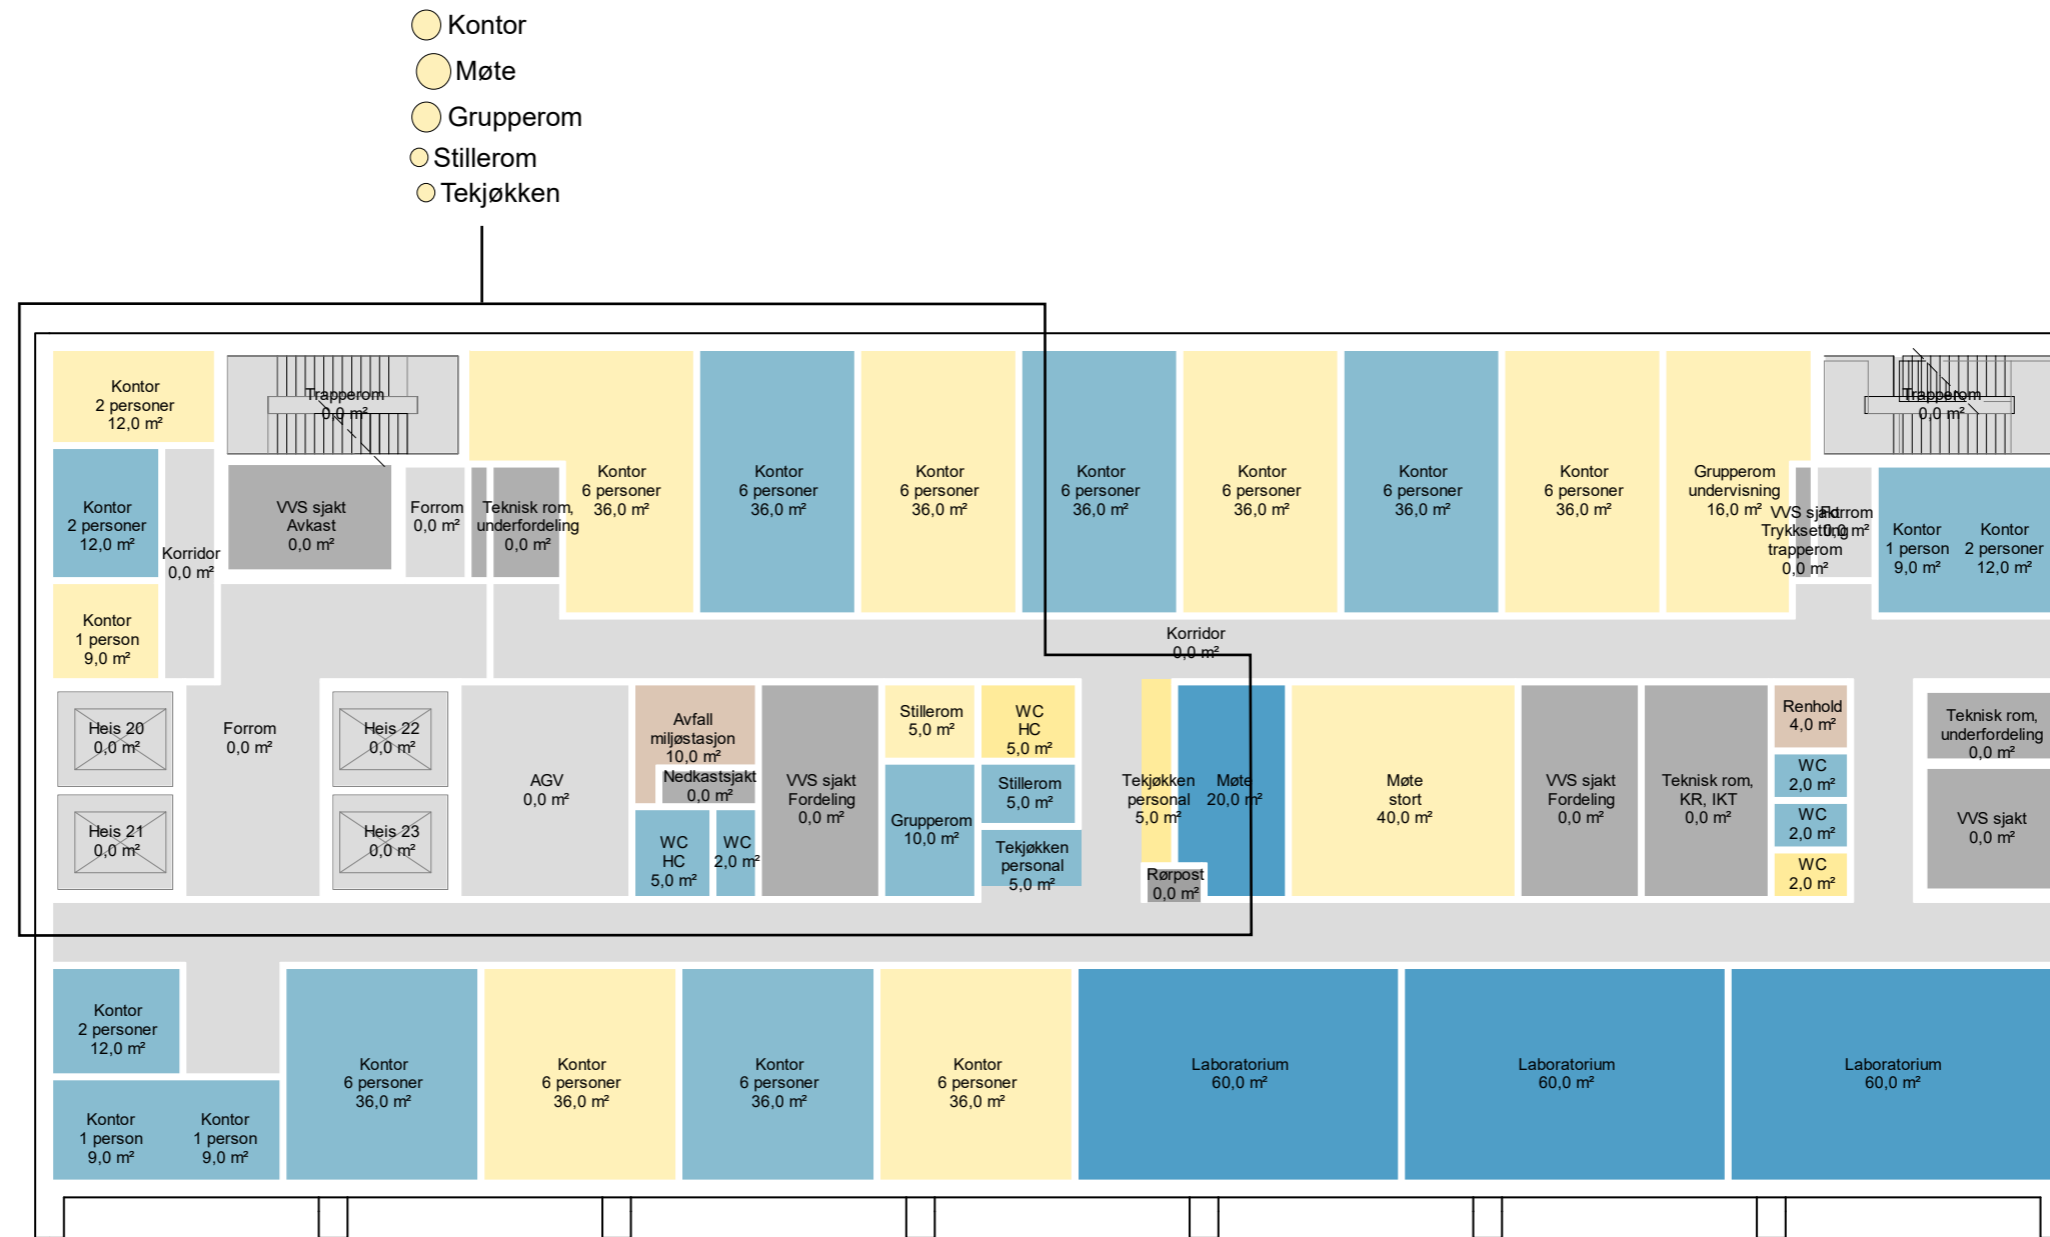 Kontor
Møte
Grupperom
Stillerom
Tekjøkken
Kontor
2 personer
12,0 m²
Trapperom
0,0 m²
Trapperom
0,0 m²
Kontor
2 personer
12,0 m²
Korridor
0,0 m²
VVS sjakt
Avkast
0,0 m²
Forrom
0,0 m²
Teknisk rom,
underfordeling
0,0 m²
Kontor
6 personer
36,0 m²
Kontor
6 personer
36,0 m²
Kontor
6 personer
36,0 m²
Kontor
6 personer
36,0 m²
Kontor
6 personer
36,0 m²
Kontor
6 personer
36,0 m²
Kontor
6 personer
36,0 m²
Grupperom
undervisning
16,0 m²
VVS sjakt
Trykksetting
trapperom
0,0 m²
Forrom
0,0 m²
Kontor
1 person
9,0 m²
Kontor
2 personer
12,0 m²
Kontor
1 person
9,0 m²
Korridor
0,0 m²
Heis 20
0,0 m²
Forrom
0,0 m²
Heis 22
0,0 m²
Heis 21
0,0 m²
Heis 23
0,0 m²
AGV
0,0 m²
Avfall
miljøstasjon
10,0 m²
Nedkastsjakt
0,0 m²
WC
HC
5,0 m²
WC
2,0 m²
VVS sjakt
Fordeling
0,0 m²
Stillerom
5,0 m²
WC
HC
5,0 m²
Grupperom
10,0 m²
Stillerom
5,0 m²
Tekjøkken
personal
5,0 m²
Tekjøkken
personal
5,0 m²
Møte
20,0 m²
Rørpost
0,0 m²
Møte
stort
40,0 m²
VVS sjakt
Fordeling
0,0 m²
Teknisk rom,
KR, IKT
0,0 m²
Renhold
4,0 m²
WC
2,0 m²
WC
2,0 m²
WC
2,0 m²
Teknisk rom,
underfordeling
0,0 m²
VVS sjakt
0,0 m²
Kontor
2 personer
12,0 m²
Kontor
1 person
9,0 m²
Kontor
1 person
9,0 m²
Kontor
6 personer
36,0 m²
Kontor
6 personer
36,0 m²
Kontor
6 personer
36,0 m²
Kontor
6 personer
36,0 m²
Laboratorium
60,0 m²
Laboratorium
60,0 m²
Laboratorium
60,0 m²